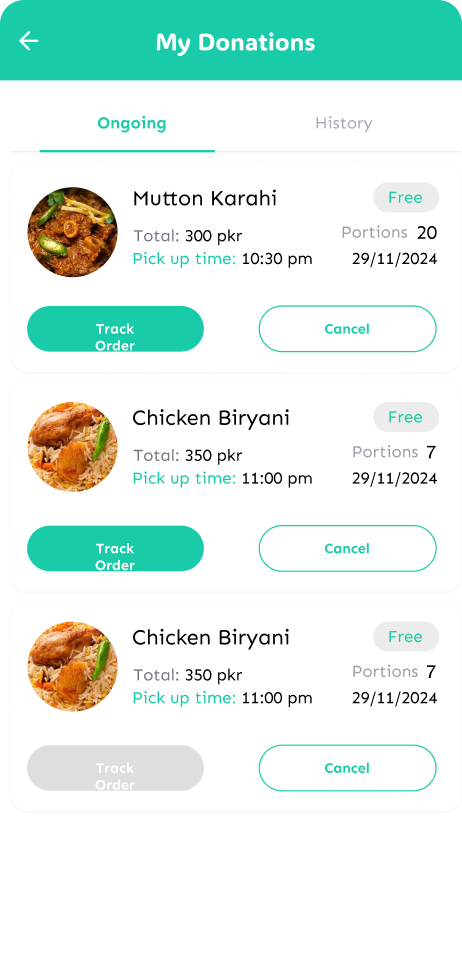 My Donations
Ongoing
History
Mutton Karahi
Free
Total: 300 pkr
Portions 20
Pick up time: 10:30 pm
29/11/2024
Track
Order
Cancel
Chicken Biryani
Free
Total: 350 pkr
Portions 7
Pick up time: 11:00 pm
29/11/2024
Track
Order
Cancel
Chicken Biryani
Free
Total: 350 pkr
Portions 7
Pick up time: 11:00 pm
29/11/2024
Track
Order
Cancel